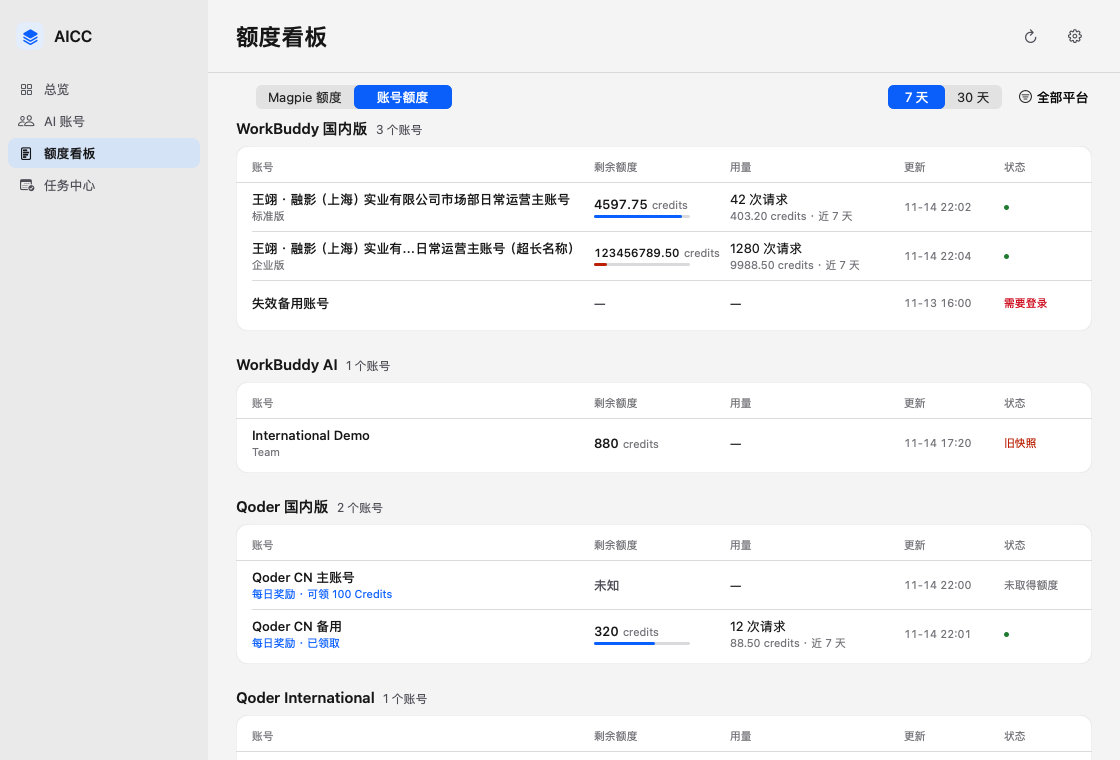 AICC
额度看板
总览
AI 账号
额度看板
任务中心
Magpie 额度
账号额度
7 天
30 天
全部平台
WorkBuddy 国内版 3 个账号
账号 剩余额度 用量 更新 状态
王翊 · 融影（上海）实业有限公司市场部日常运营主账号
标准版
4597.75 credits
42 次请求
403.20 credits · 近 7 天
11-14 22:02
王翊 · 融影（上海）实业有…日常运营主账号（超长名称）
企业版
123456789.50 credits
1280 次请求
9988.50 credits · 近 7 天
11-14 22:04
失效备用账号 — — 11-13 16:00 需要登录
WorkBuddy AI 1 个账号
账号 剩余额度 用量 更新 状态
International Demo
Team
880 credits
—
11-14 17:20
旧快照
Qoder 国内版 2 个账号
账号 剩余额度 用量 更新 状态
Qoder CN 主账号
每日奖励 · 可领 100 Credits
未知
—
11-14 22:00
未取得额度
Qoder CN 备用
每日奖励 · 已领取
320 credits
12 次请求
88.50 credits · 近 7 天
11-14 22:01
Qoder International 1 个账号
账号 剩余额度 用量 更新 状态